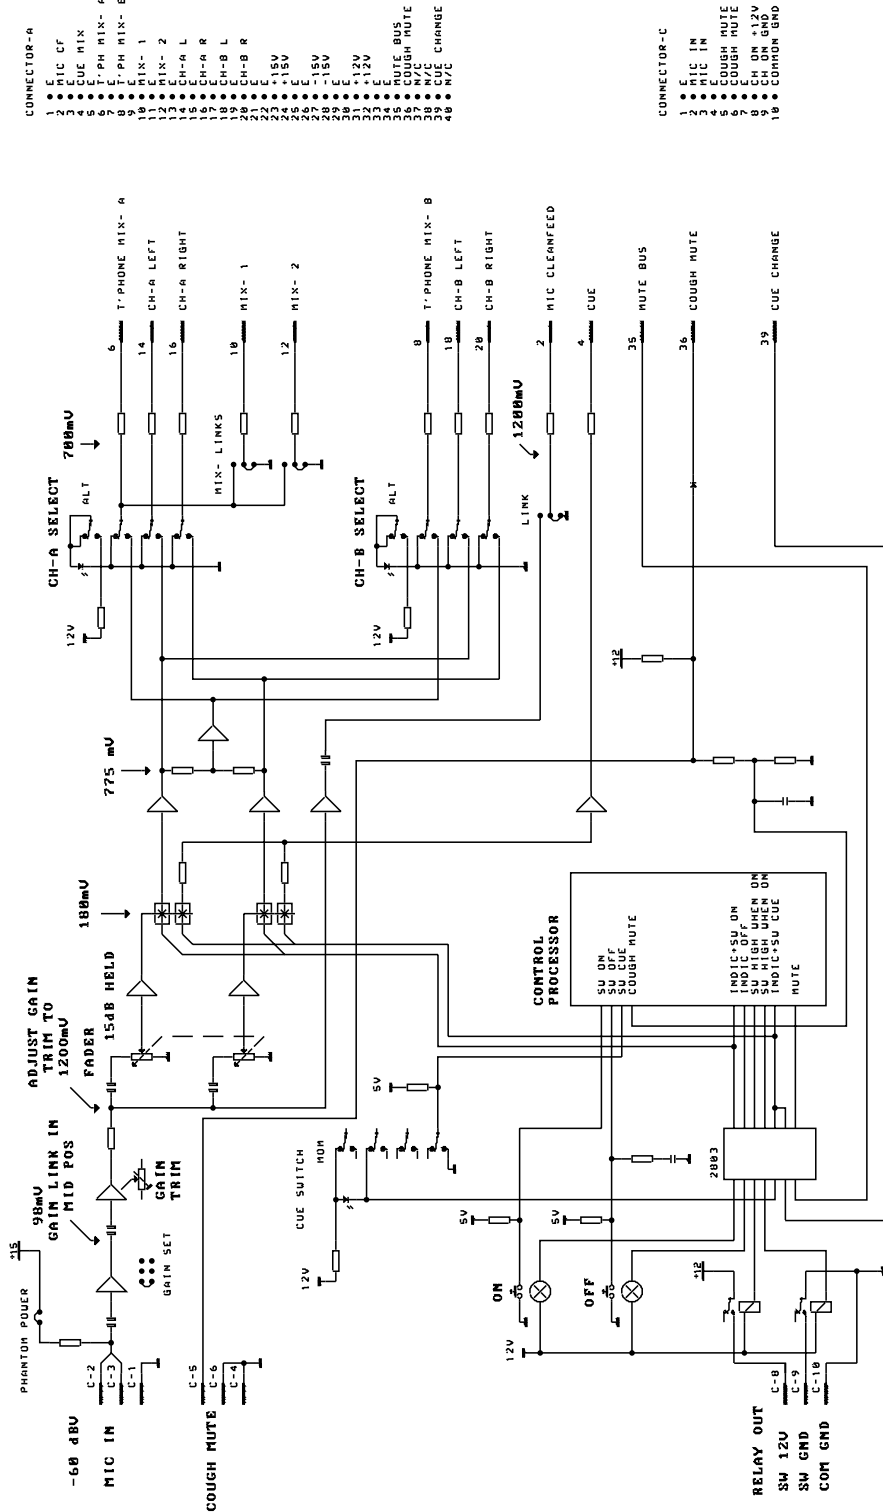 CONNECTOR-A
1 ● E
2 ● MIC CF
3 ● E
4 ● CUE MIX
5 ● E
6 ● T'PH MIX- A
7 ● E
8 ● T'PH MIX- B
9 ● E
10 ● MIX- 1
11 ● E
12 ● MIX- 2
13 ● E
14 ● CH-A L
15 ● E
16 ● CH-A R
17 ● E
18 ● CH-B L
19 ● E
20 ● CH-B R
21 ● E
22 ● E
23 ● +15V
24 ● +15V
25 ● E
26 ● E
27 ● -15V
28 ● -15V
29 ● E
30 ● E
31 ● +12V
32 ● +12V
33 ● E
34 ● E
35 ● MUTE BUS
36 ● COUGH MUTE
37 ● N/C
38 ● N/C
39 ● CUE CHANGE
40 ● N/C
CONNECTOR-C
1 ● E
2 ● MIC IN
3 ● MIC IN
4 ● E
5 ● COUGH MUTE
6 ● COUGH MUTE
7 ● E
8 ● CH ON +12V
9 ● CH ON GND
10 ● COMMON GND
6 T'PHONE MIX- A
14 CH-A LEFT
16 CH-A RIGHT
10 MIX- 1
12 MIX- 2
8 T'PHONE MIX- B
18 CH-B LEFT
20 CH-B RIGHT
2 MIC CLEANFEED
4 CUE
35 MUTE BUS
36 COUGH MUTE
39 CUE CHANGE
700mV
MIX- LINKS
1200mV
CH-A SELECT
ALT
12V
CH-B SELECT
ALT
12V
LINK
+12
775 mV
180mV
15dB HELD
FADER
ADJUST GAIN
TRIM TO
1200mV
98mV
GAIN LINK IN
MID POS
GAIN
TRIM
GAIN SET
+15
PHANTOM POWER
C-2
C-3
C-1
-60 dBV
MIC IN
C-5
C-6
C-4
COUGH MUTE
CUE SWITCH
MOM
12V
5V
CONTROL
PROCESSOR
SW ON
SW OFF
SW CUE
COUGH MUTE
INDIC+SW ON
INDIC OFF
SW HIGH WHEN ON
SW HIGH WHEN ON
INDIC+SW CUE
MUTE
2803
5V
ON
5V
OFF
12V
+12
C-8
C-9
C-10
RELAY OUT
SW 12V
SW GND
COM GND